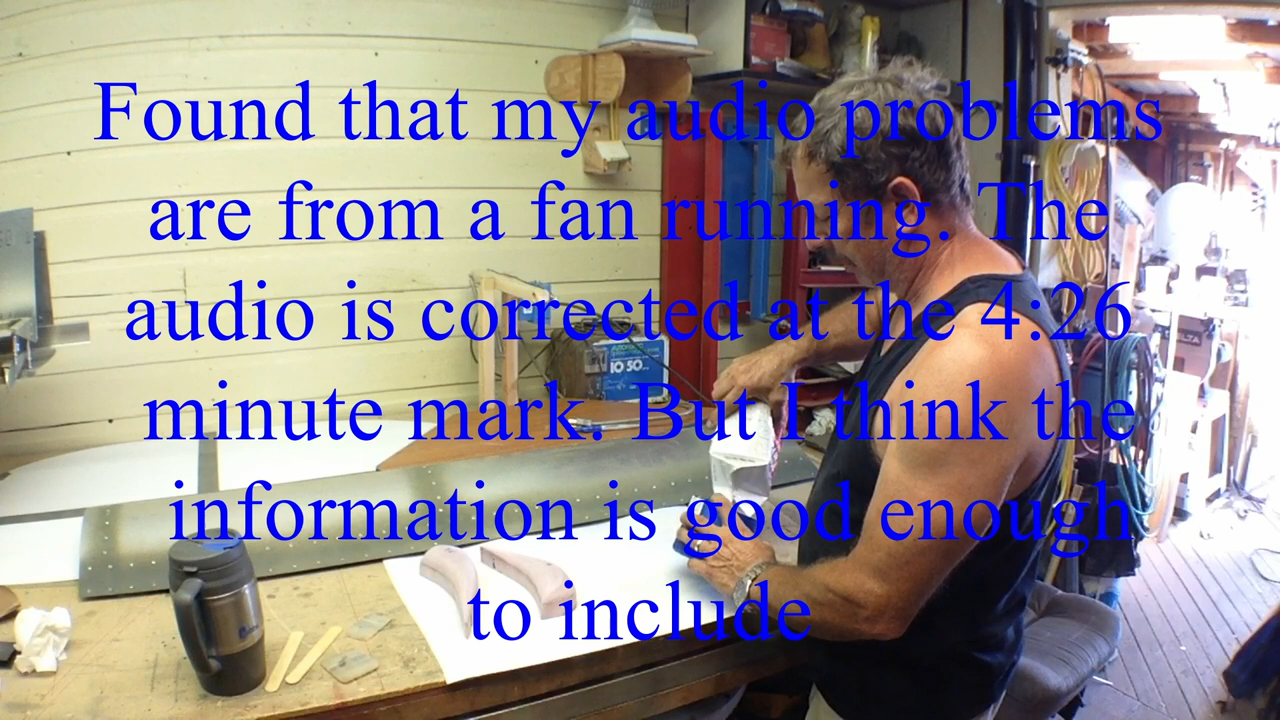 Found that my audio problems
are from a fan running. The
audio is corrected at the 4:26
minute mark. But I think the
information is good enough
to include
10 50